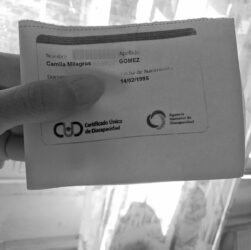 Nombre Apellido
Camila Milagros GOMEZ
Fecha de Nacimiento
14/02/1995
CUD Certificado Único de Discapacidad
Agencia Nacional de Discapacidad